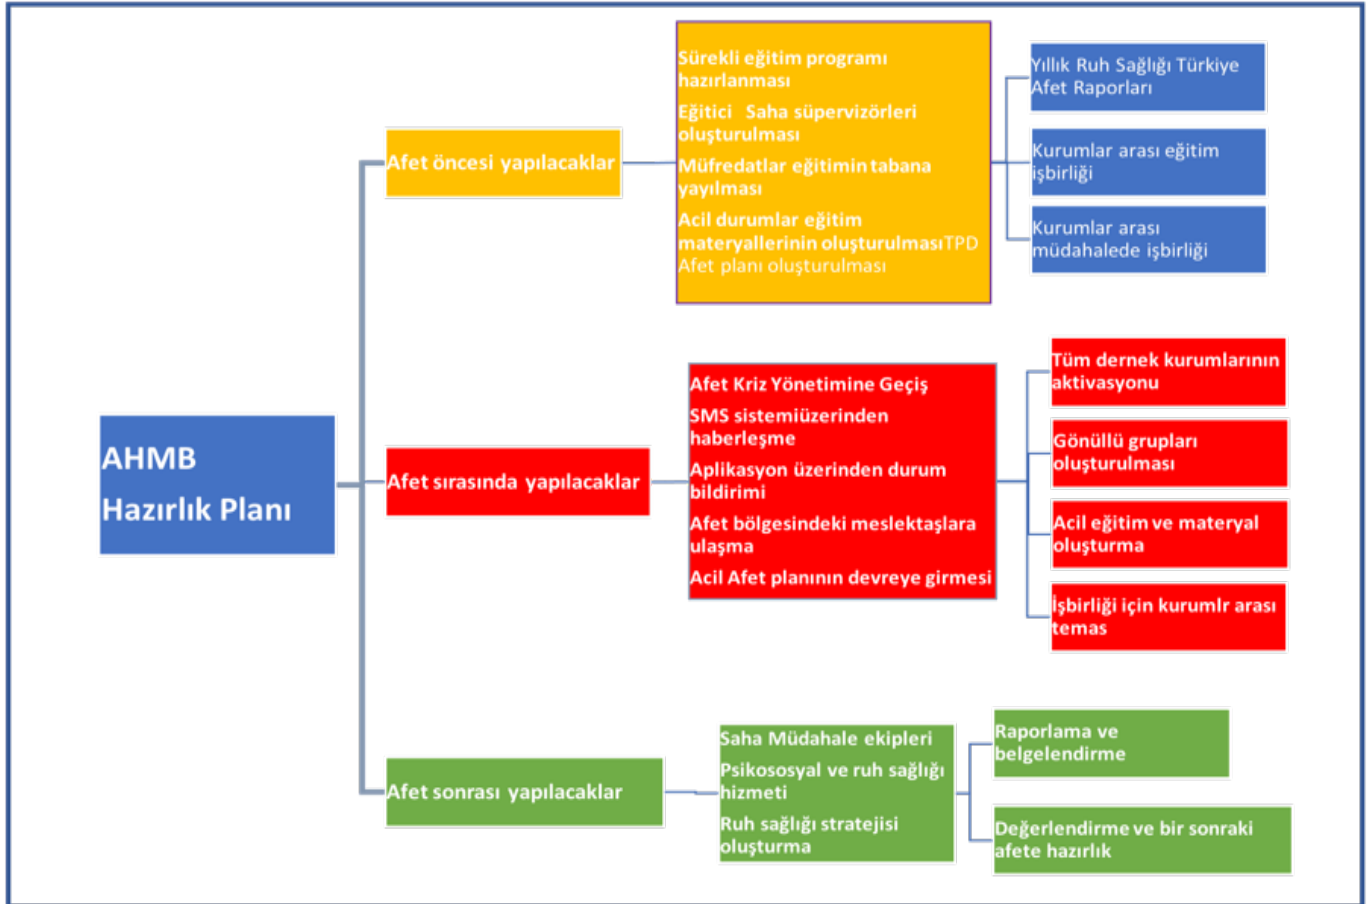 AHMB
Hazırlık Planı
Afet öncesi yapılacaklar
Sürekli eğitim programı
hazırlanması
Eğitici Saha süpervizörleri
oluşturulması
Müfredatlar eğitimin tabana
yayılması
Acil durumlar eğitim
materyallerinin oluşturulmasıTPD
Afet planı oluşturulması
Yıllık Ruh Sağlığı Türkiye
Afet Raporları
Kurumlar arası eğitim
işbirliği
Kurumlar arası
müdahalede işbirliği
Afet sırasında yapılacaklar
Afet Kriz Yönetimine Geçiş
SMS sistemiüzerinden
haberleşme
Aplikasyon üzerinden durum
bildirimi
Afet bölgesindeki meslektaşlara
ulaşma
Acil Afet planının devreye girmesi
Tüm dernek kurumlarının
aktivasyonu
Gönüllü grupları
oluşturulması
Acil eğitim ve materyal
oluşturma
İşbirliği için kurumlr arası
temas
Afet sonrası yapılacaklar
Saha Müdahale ekipleri
Psikososyal ve ruh sağlığı
hizmeti
Ruh sağlığı stratejisi
oluşturma
Raporlama ve
belgelendirme
Değerlendirme ve bir sonraki
afete hazırlık